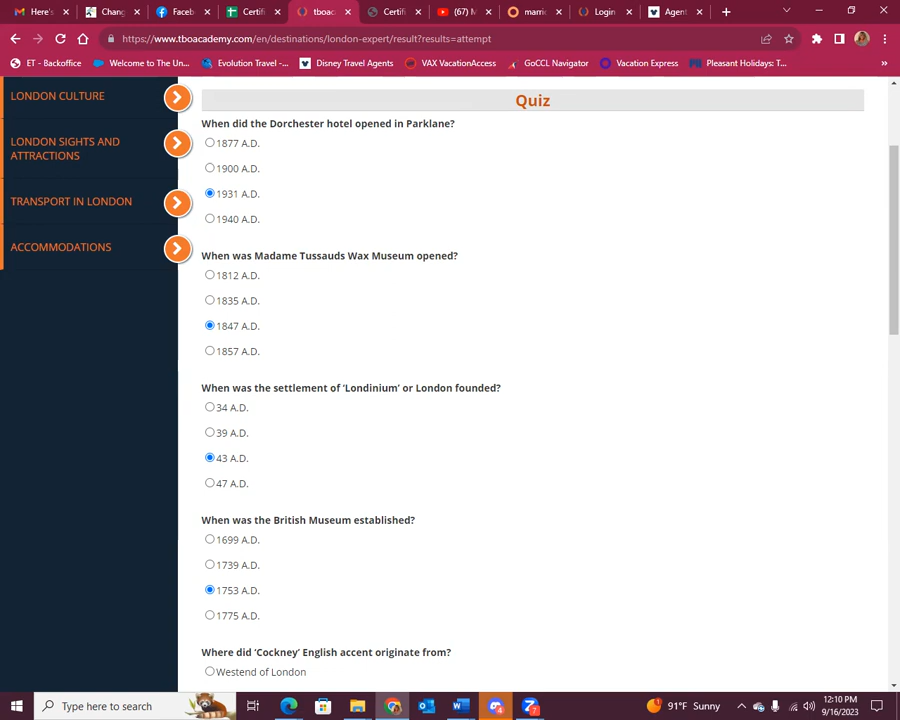 Here's
Chang
Faceb
Certifi
tboac
Certifi
(67) M
marri
Login
Agent
https://www.tboacademy.com/en/destinations/london-expert/result?results=attempt
ET - Backoffice
Welcome to The Un...
Evolution Travel -...
Disney Travel Agents
VAX VacationAccess
GoCCL Navigator
Vacation Express
Pleasant Holidays: T...
LONDON CULTURE
LONDON SIGHTS AND
ATTRACTIONS
TRANSPORT IN LONDON
ACCOMMODATIONS
Quiz
When did the Dorchester hotel opened in Parklane?
1877 A.D.
1900 A.D.
1931 A.D.
1940 A.D.
When was Madame Tussauds Wax Museum opened?
1812 A.D.
1835 A.D.
1847 A.D.
1857 A.D.
When was the settlement of ‘Londinium’ or London founded?
34 A.D.
39 A.D.
43 A.D.
47 A.D.
When was the British Museum established?
1699 A.D.
1739 A.D.
1753 A.D.
1775 A.D.
Where did ‘Cockney’ English accent originate from?
Westend of London
Type here to search
91°F Sunny
12:10 PM
9/16/2023